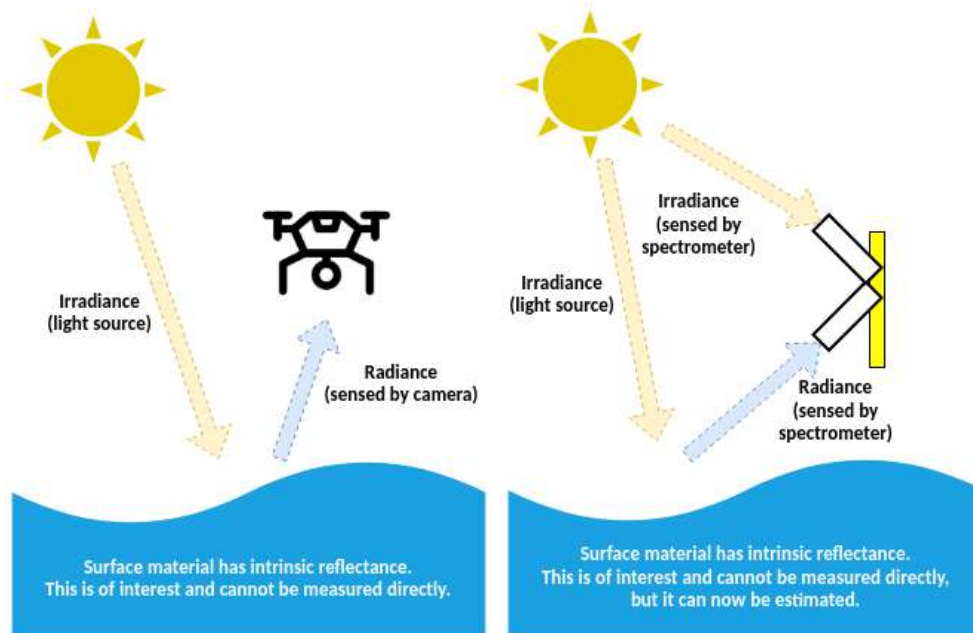 Irradiance
(light source)
Radiance
(sensed by camera)
Surface material has intrinsic reflectance.
This is of interest and cannot be measured directly.
Irradiance
(sensed by
spectrometer)
Irradiance
(light source)
Radiance
(sensed by
spectrometer)
Surface material has intrinsic reflectance.
This is of interest and cannot be measured directly,
but it can now be estimated.